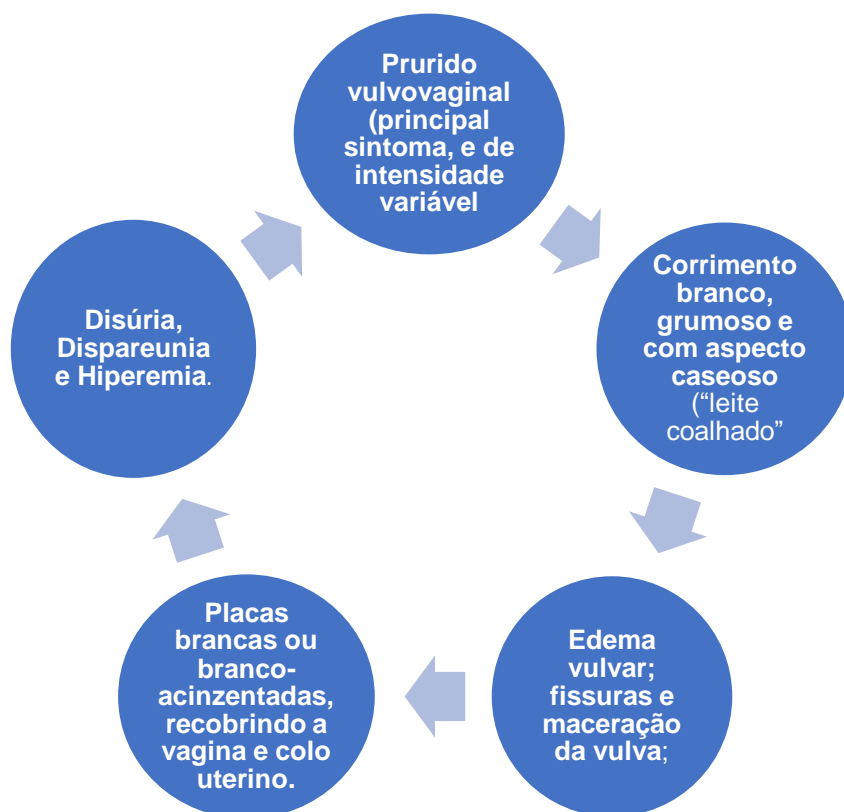 Prurido
vulvovaginal
(principal
sintoma, e de
intensidade
variável
Corrimento
branco,
grumoso e
com aspecto
caseoso
(“leite
coalhado”
Edema
vulvar;
fissuras e
maceração
da vulva;
Placas
brancas ou
branco-
acinzentadas,
recobrindo a
vagina e colo
uterino.
Disúria,
Dispareunia
e Hiperemia.